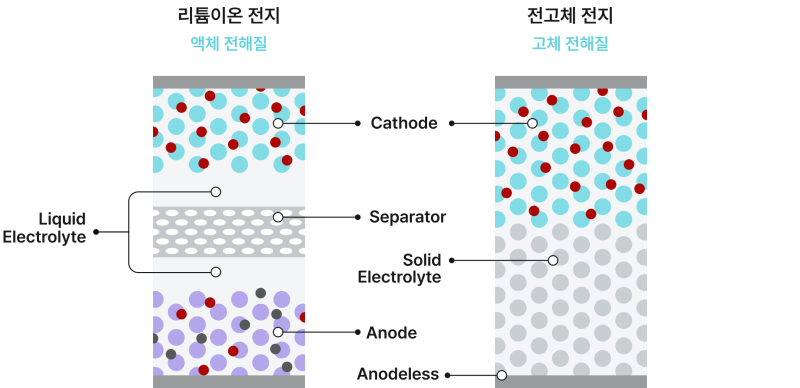 리튬이온 전지
액체 전해질
전고체 전지
고체 전해질
Cathode
Liquid
Electrolyte
Separator
Solid
Electrolyte
Anode
Anodeless